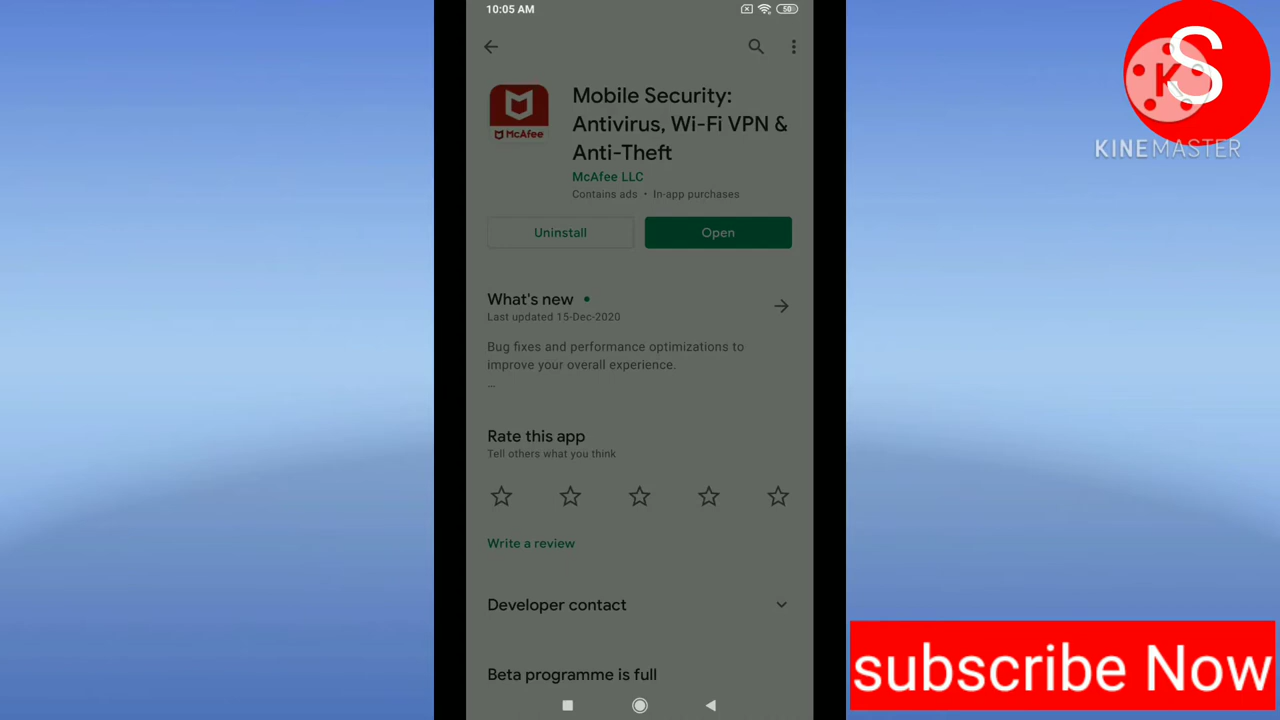 10:05 AM
50
Mobile Security:
Antivirus, Wi-Fi VPN &
Anti-Theft
McAfee
McAfee LLC
Contains ads • In-app purchases
Uninstall
Open
What's new •
Last updated 15-Dec-2020
Bug fixes and performance optimizations to
improve your overall experience.
...
Rate this app
Tell others what you think
Write a review
Developer contact
Beta programme is full
S
K
KINEMASTER
subscribe Now